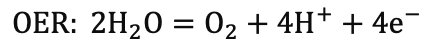 OER: 2H₂O = O₂ + 4H⁺ + 4e⁻